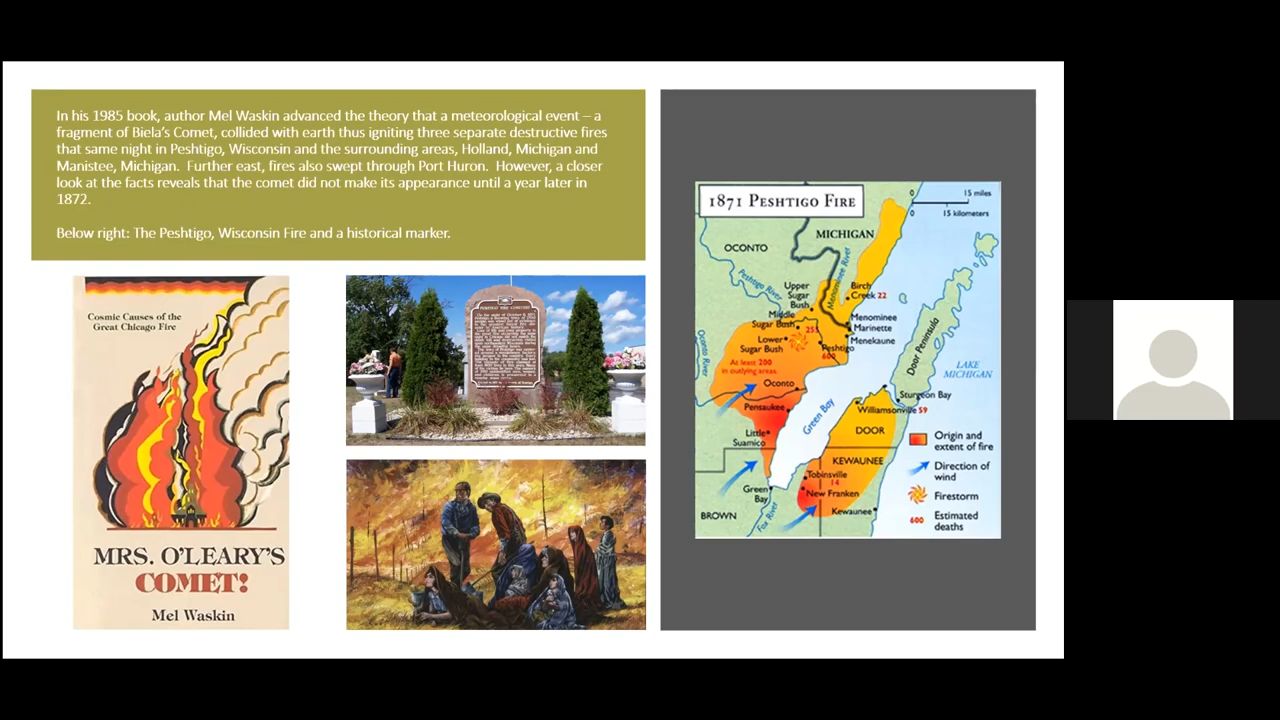 In his 1985 book, author Mel Waskin advanced the theory that a meteorological event – a
fragment of Biela's Comet, collided with earth thus igniting three separate destructive fires
that same night in Peshtigo, Wisconsin and the surrounding areas, Holland, Michigan and
Manistee, Michigan.  Further east, fires also swept through Port Huron.  However, a closer
look at the facts reveals that the comet did not make its appearance until a year later in
1872.
Below right: The Peshtigo, Wisconsin Fire and a historical marker.
Cosmic Causes of the
Great Chicago Fire
MRS. O'LEARY'S
COMET!
Mel Waskin
PESHTIGO FIRE CEMETERY
1871 PESHTIGO FIRE
0 15 miles
0 15 kilometers
MICHIGAN
OCONTO
Peshtigo River
Menominee River
Upper
Sugar
Bush
Birch
Creek 22
Middle
Sugar Bush
255
Menominee
Marinette
Menekaune
Lower
Sugar Bush
Peshtigo
600
Oconto River
At least 200
in outlying areas
Oconto
Door Peninsula
LAKE
MICHIGAN
Pensaukee
Green Bay
Sturgeon Bay
Williamsonville 59
Little
Suamico
DOOR
KEWAUNEE
Tobinsville
14
New Franken
Green
Bay
Fox River
BROWN
Kewaunee
Origin and
extent of fire
Direction of
wind
Firestorm
600 Estimated
deaths